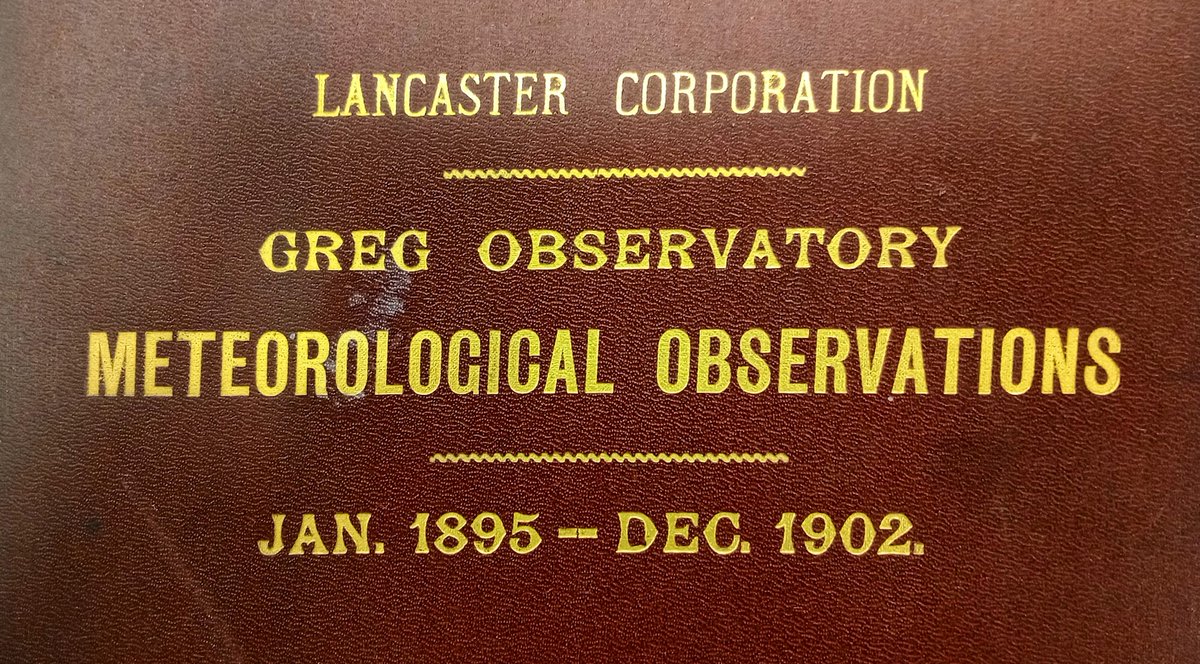 LANCASTER CORPORATION
GREG OBSERVATORY
METEOROLOGICAL OBSERVATIONS
JAN. 1895 – DEC. 1902.